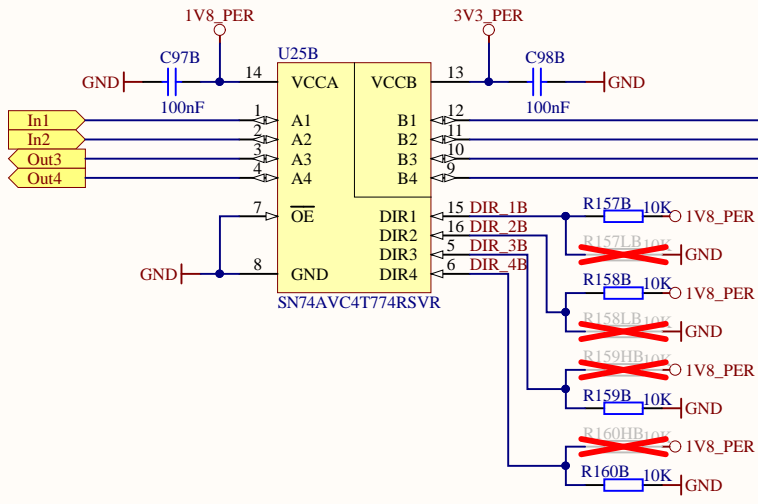 1V8_PER
3V3_PER
C97B
U25B
C98B
GND
14
VCCA
VCCB
13
GND
100nF
100nF
In1
1
A1
B1
12
In2
2
A2
B2
11
Out3
3
A3
B3
10
Out4
4
A4
B4
9
7
OE
DIR1
15
DIR_1B
R157B
10K
1V8_PER
DIR2
16
DIR_2B
R157LB
10K
GND
DIR3
5
DIR_3B
GND
8
GND
DIR4
6
DIR_4B
R158B
10K
1V8_PER
SN74AVC4T774RSVR
R158LB
10K
GND
R159HB
10K
1V8_PER
R159B
10K
GND
R160HB
10K
1V8_PER
R160B
10K
GND